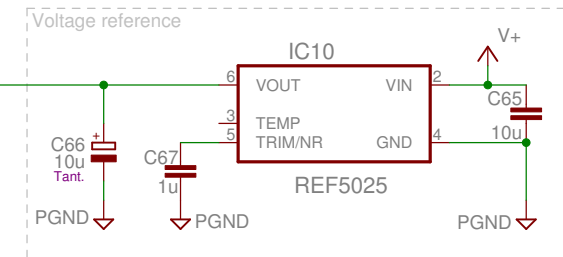 Voltage reference
V+
IC10
6
VOUT
VIN
2
C65
10u
3
TEMP
5
TRIM/NR
GND
4
C66
10u
Tant.
C67
1u
REF5025
PGND
PGND
PGND